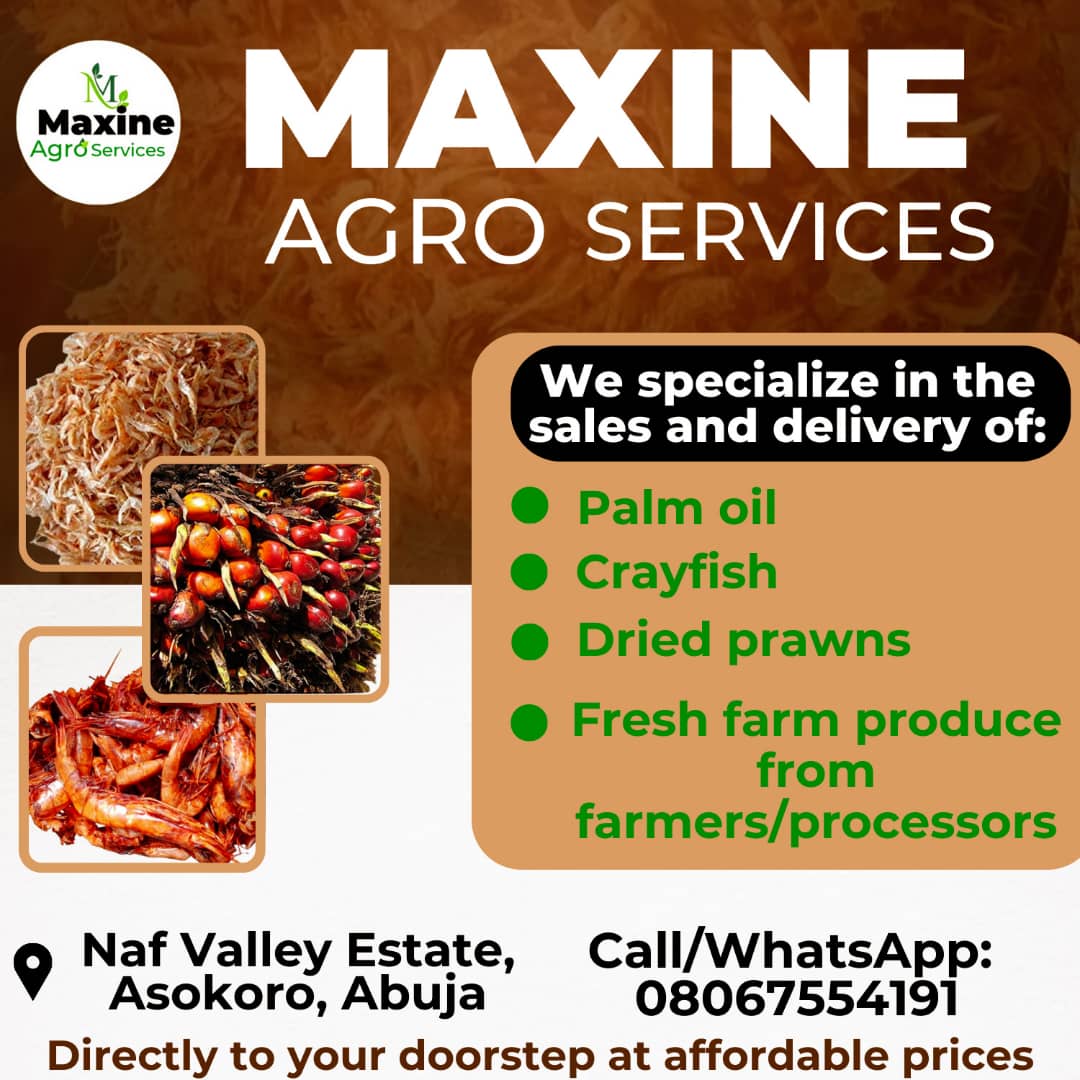 Maxine
Agro Services
MAXINE
AGRO SERVICES
We specialize in the
sales and delivery of:
Palm oil
Crayfish
Dried prawns
Fresh farm produce
from
farmers/processors
Naf Valley Estate,
Asokoro, Abuja
Call/WhatsApp:
08067554191
Directly to your doorstep at affordable prices